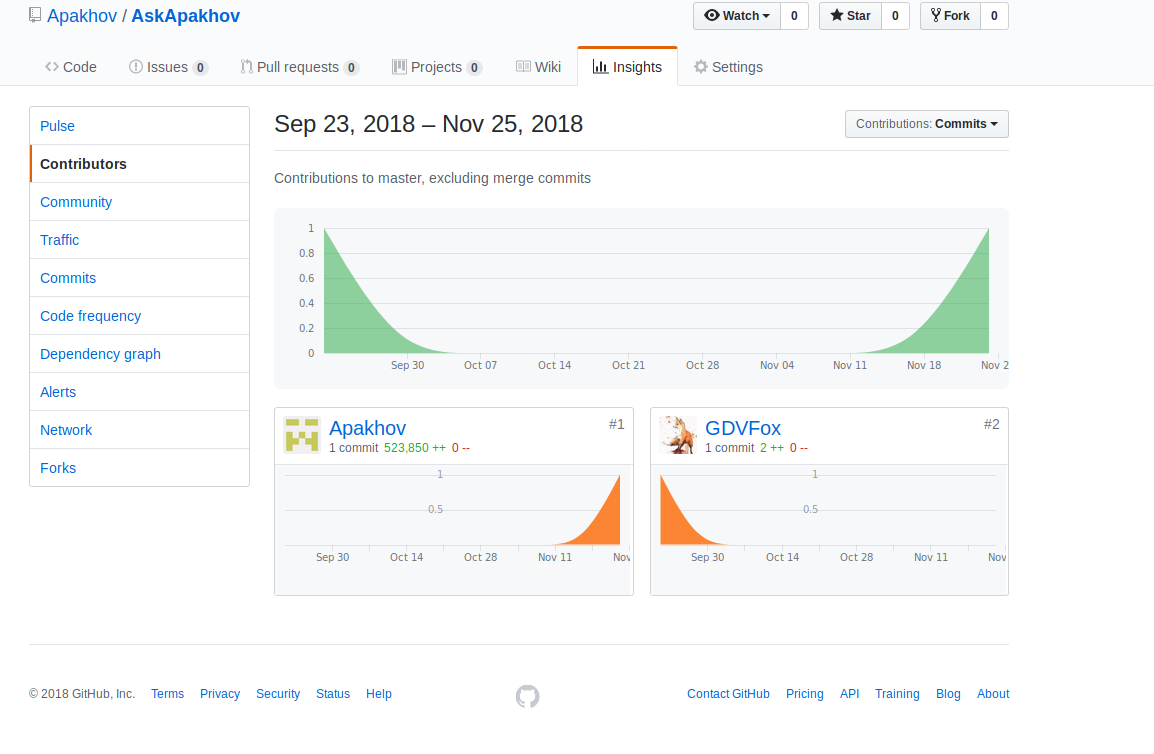 Apakhov / AskApakhov
Watch 0 Star 0 Fork 0
Code Issues 0 Pull requests 0 Projects 0 Wiki Insights Settings
Pulse
Contributors
Community
Traffic
Commits
Code frequency
Dependency graph
Alerts
Network
Forks
Sep 23, 2018 – Nov 25, 2018
Contributions: Commits
Contributions to master, excluding merge commits
1
0.8
0.6
0.4
0.2
0
Sep 30 Oct 07 Oct 14 Oct 21 Oct 28 Nov 04 Nov 11 Nov 18 Nov 2
Apakhov #1
1 commit 523,850 ++ 0 --
1
0.5
Sep 30 Oct 14 Oct 28 Nov 11 Nov
GDVFox #2
1 commit 2 ++ 0 --
1
0.5
Sep 30 Oct 14 Oct 28 Nov 11 Nov
© 2018 GitHub, Inc. Terms Privacy Security Status Help
Contact GitHub Pricing API Training Blog About